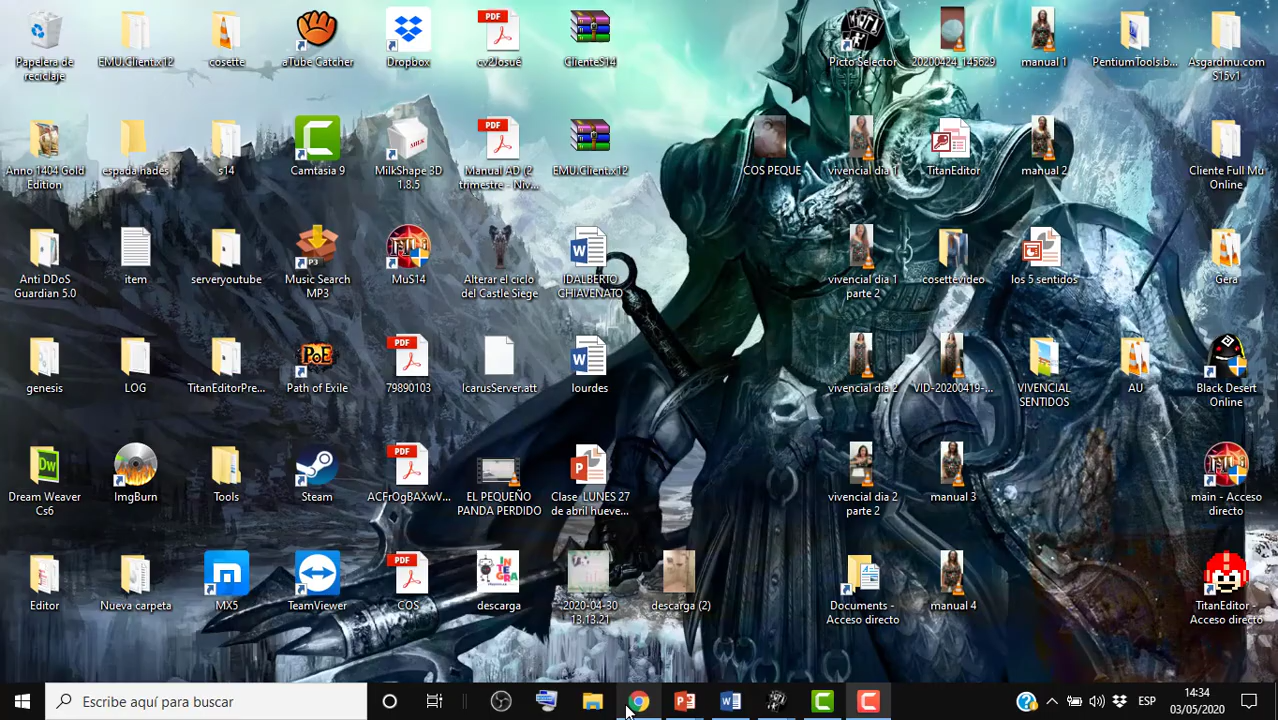 Papelera de
reciclaje
EMU.Client.x12
cosette
aTube Catcher
Dropbox
cv2Josué
ClienteS14
Picto Selector
20200424_145629
manual 1
PentiumTools.b...
Asgardmu.com
S15v1
Anno 1404 Gold
Edition
espada hades
s14
Camtasia 9
MilkShape 3D
1.8.5
Manual AD (2
trimestre - Niv...
EMU.Client.x12
COS PEQUE
vivencial dia 1
TitanEditor
manual 2
Cliente Full Mu
Online
Anti DDoS
Guardian 5.0
item
serveryoutube
Music Search
MP3
MuS14
Alterar el ciclo
del Castle Siege
IDALBERTO
CHIAVENATO
vivencial dia 1
parte 2
cosettevideo
los 5 sentidos
Gera
genesis
LOG
TitanEditorPre...
Path of Exile
79890103
IcarusServer.att
lourdes
vivencial dia 2
VID-20200419-...
VIVENCIAL
SENTIDOS
AU
Black Desert
Online
Dream Weaver
Cs6
ImgBurn
Tools
Steam
ACFrOgBAXwV...
EL PEQUEÑO
PANDA PERDIDO
Clase LUNES 27
de abril hueve...
vivencial dia 2
parte 2
manual 3
main - Acceso
directo
Editor
Nueva carpeta
MX5
TeamViewer
COS
descarga
2020-04-30
13.13.21
descarga (2)
Documents -
Acceso directo
manual 4
TitanEditor -
Acceso directo
Escribe aquí para buscar
ESP
14:34
03/05/2020